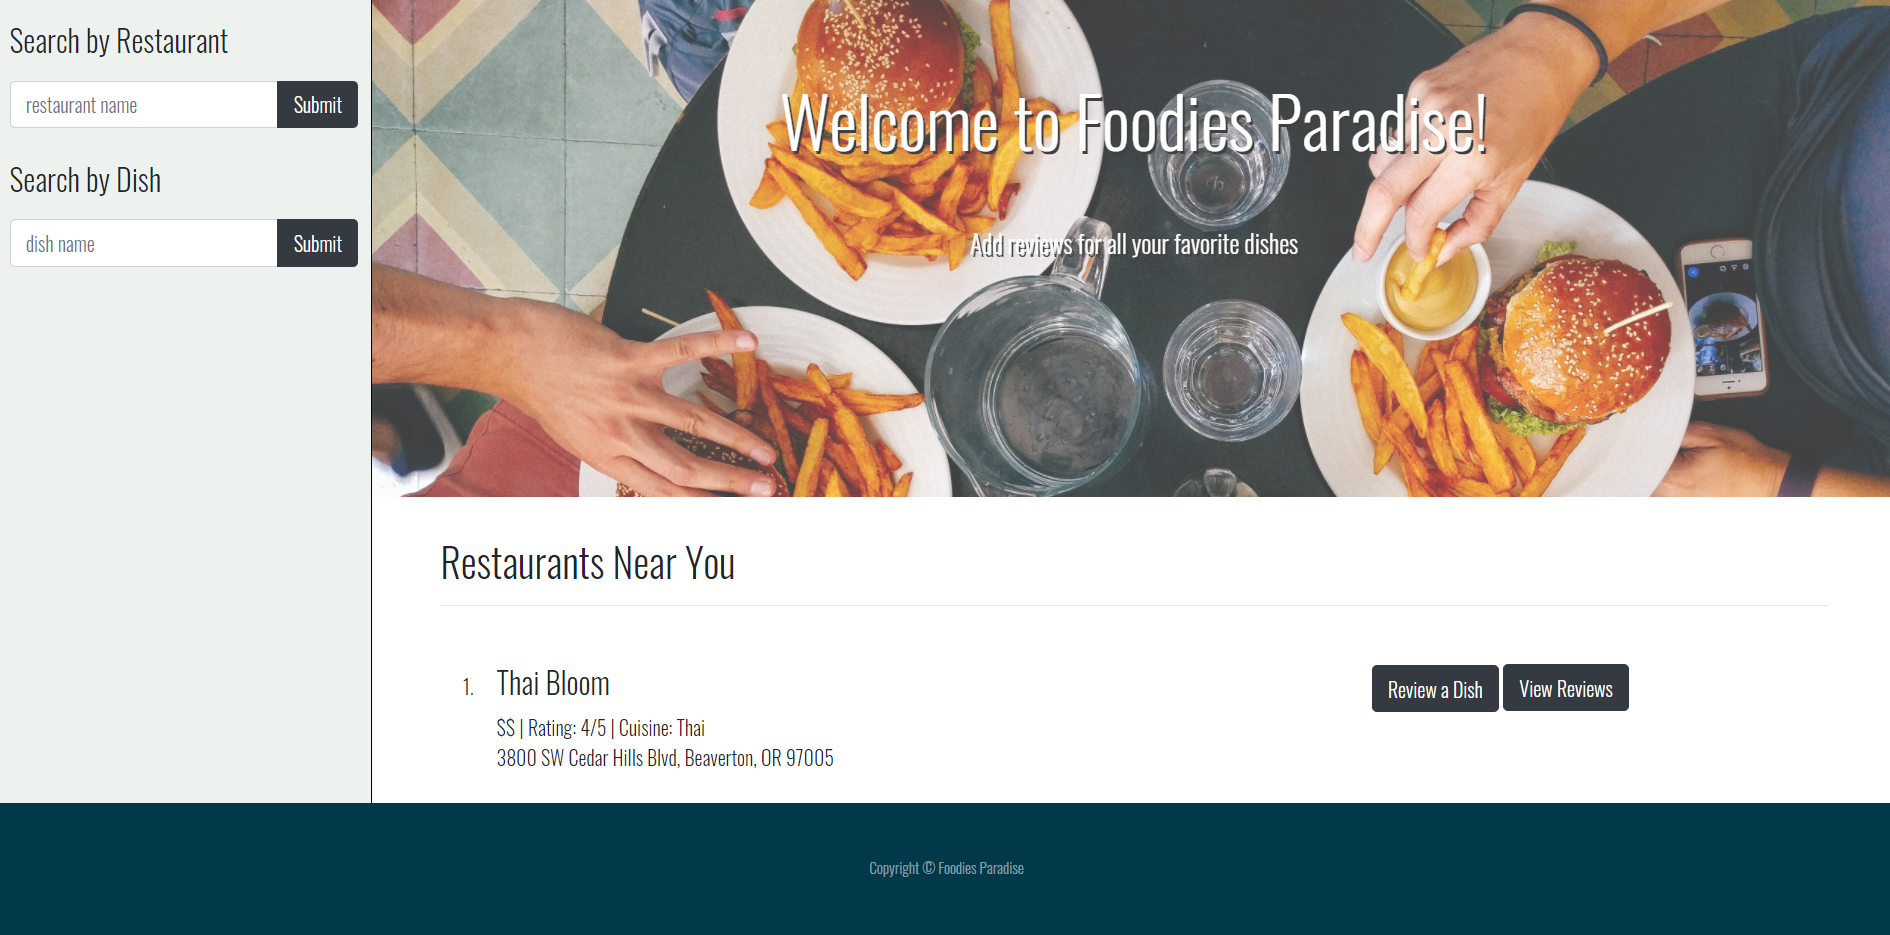 Search by Restaurant
restaurant name
Submit
Search by Dish
dish name
Submit
Welcome to Foodies Paradise!
Add reviews for all your favorite dishes
Restaurants Near You
1. Thai Bloom
$$ | Rating: 4/5 | Cuisine: Thai
3800 SW Cedar Hills Blvd, Beaverton, OR 97005
Review a Dish
View Reviews
Copyright © Foodies Paradise